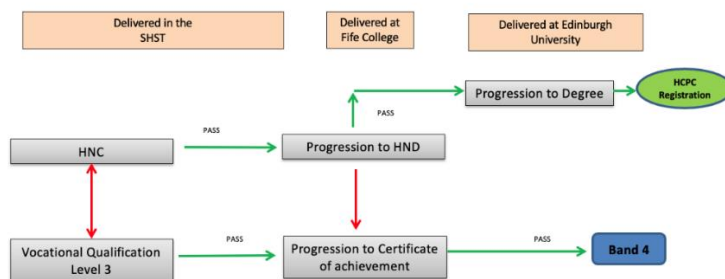 Delivered in the
SHST
Delivered at
Fife College
Delivered at Edinburgh
University
Progression to Degree
HCPC
Registration
PASS
PASS
HNC
Progression to HND
Vocational Qualification
Level 3
PASS
Progression to Certificate
of achievement
PASS
Band 4